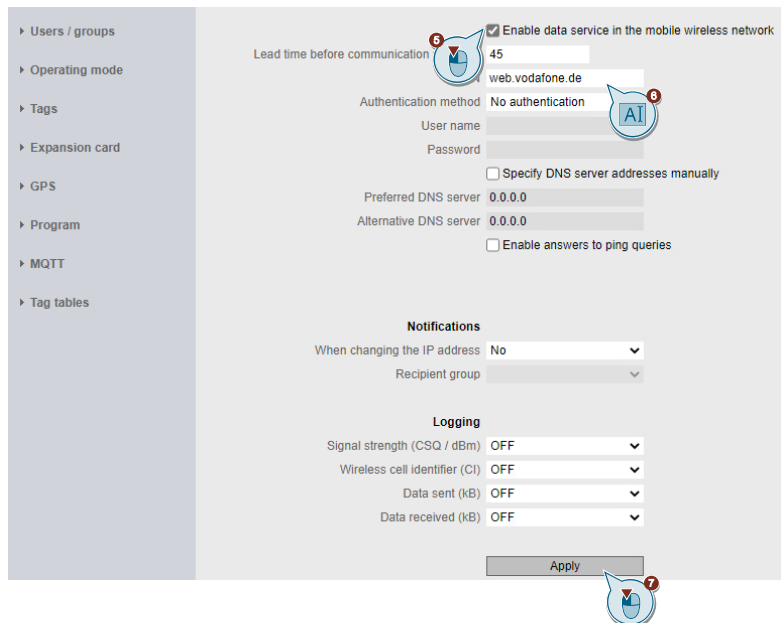 Users / groups
Operating mode
Tags
Expansion card
GPS
Program
MQTT
Tag tables
Enable data service in the mobile wireless network
5
Lead time before communication
45
web.vodafone.de
6
AI
Authentication method No authentication
User name
Password
Specify DNS server addresses manually
Preferred DNS server 0.0.0.0
Alternative DNS server 0.0.0.0
Enable answers to ping queries
Notifications
When changing the IP address No
Recipient group
Logging
Signal strength (CSQ / dBm) OFF
Wireless cell identifier (CI) OFF
Data sent (kB) OFF
Data received (kB) OFF
Apply
7